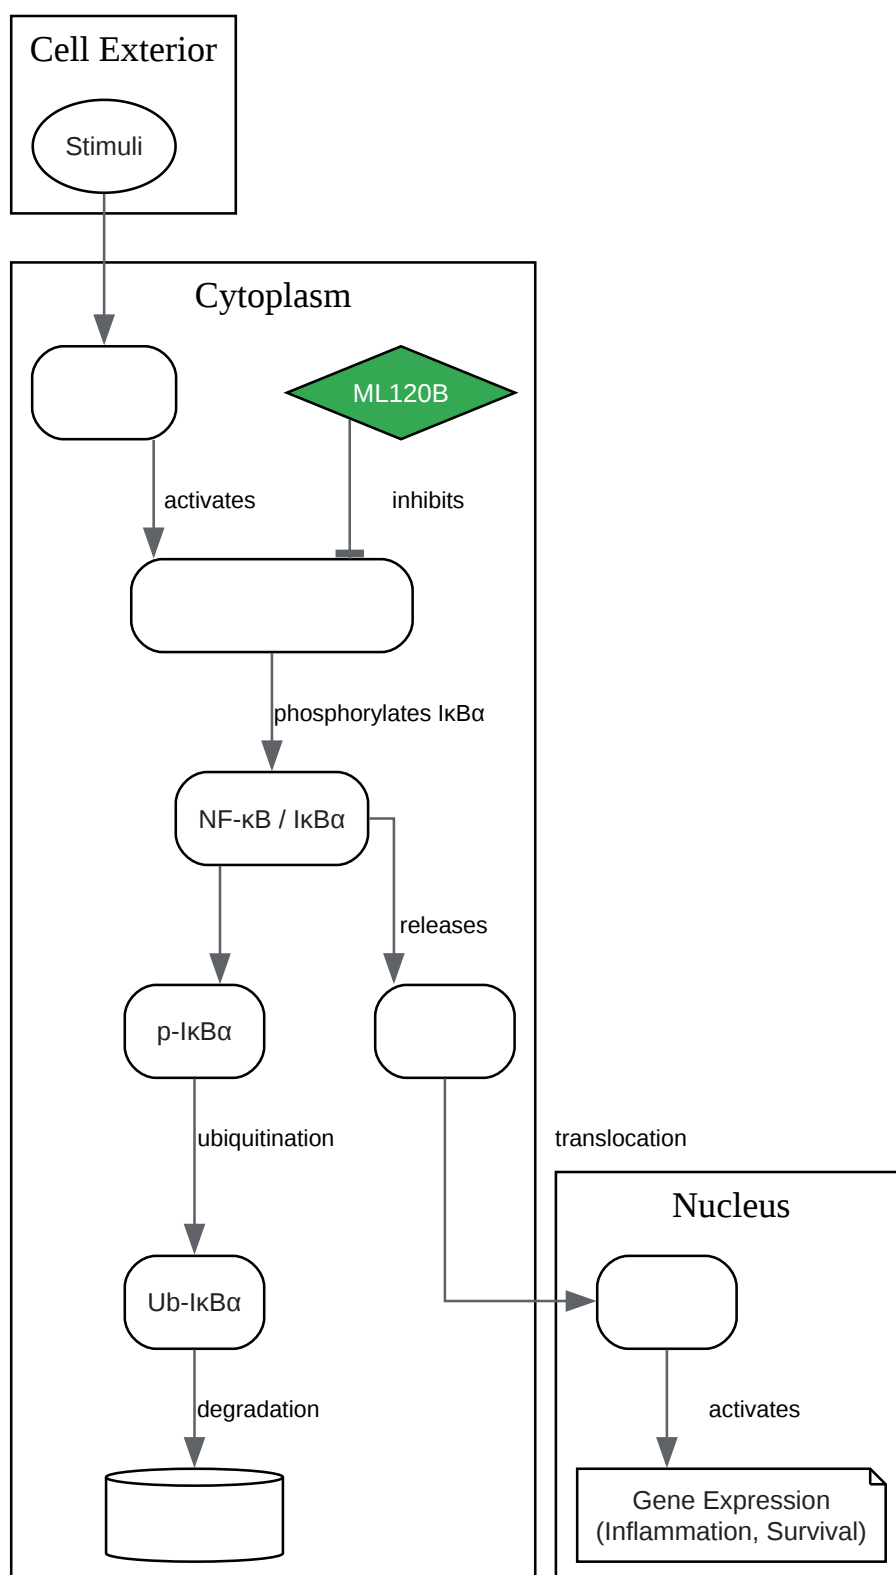 Cell Exterior
Stimuli
Cytoplasm
ML120B
activates
inhibits
phosphorylates IκBα
NF-κB / IκBα
releases
p-IκBα
ubiquitination
translocation
Nucleus
Ub-IκBα
degradation
activates
Gene Expression
(Inflammation, Survival)